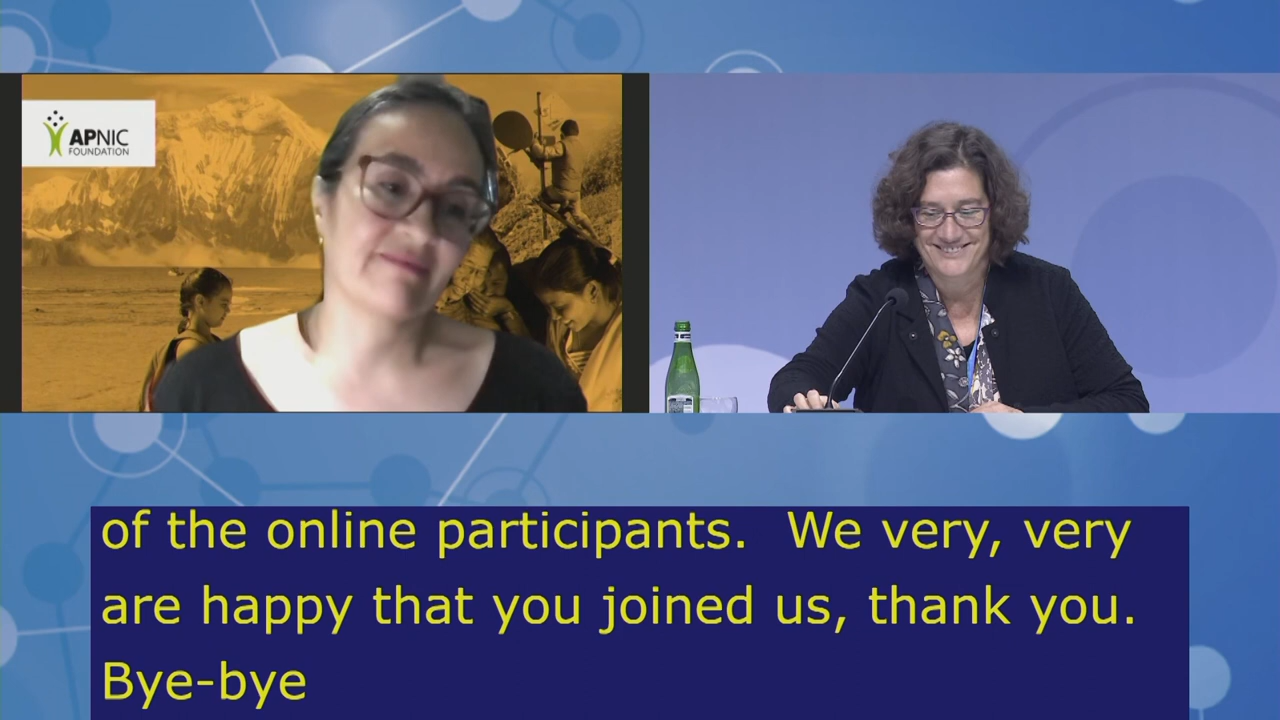 APNIC
FOUNDATION
of the online participants.  We very, very
are happy that you joined us, thank you.
Bye-bye